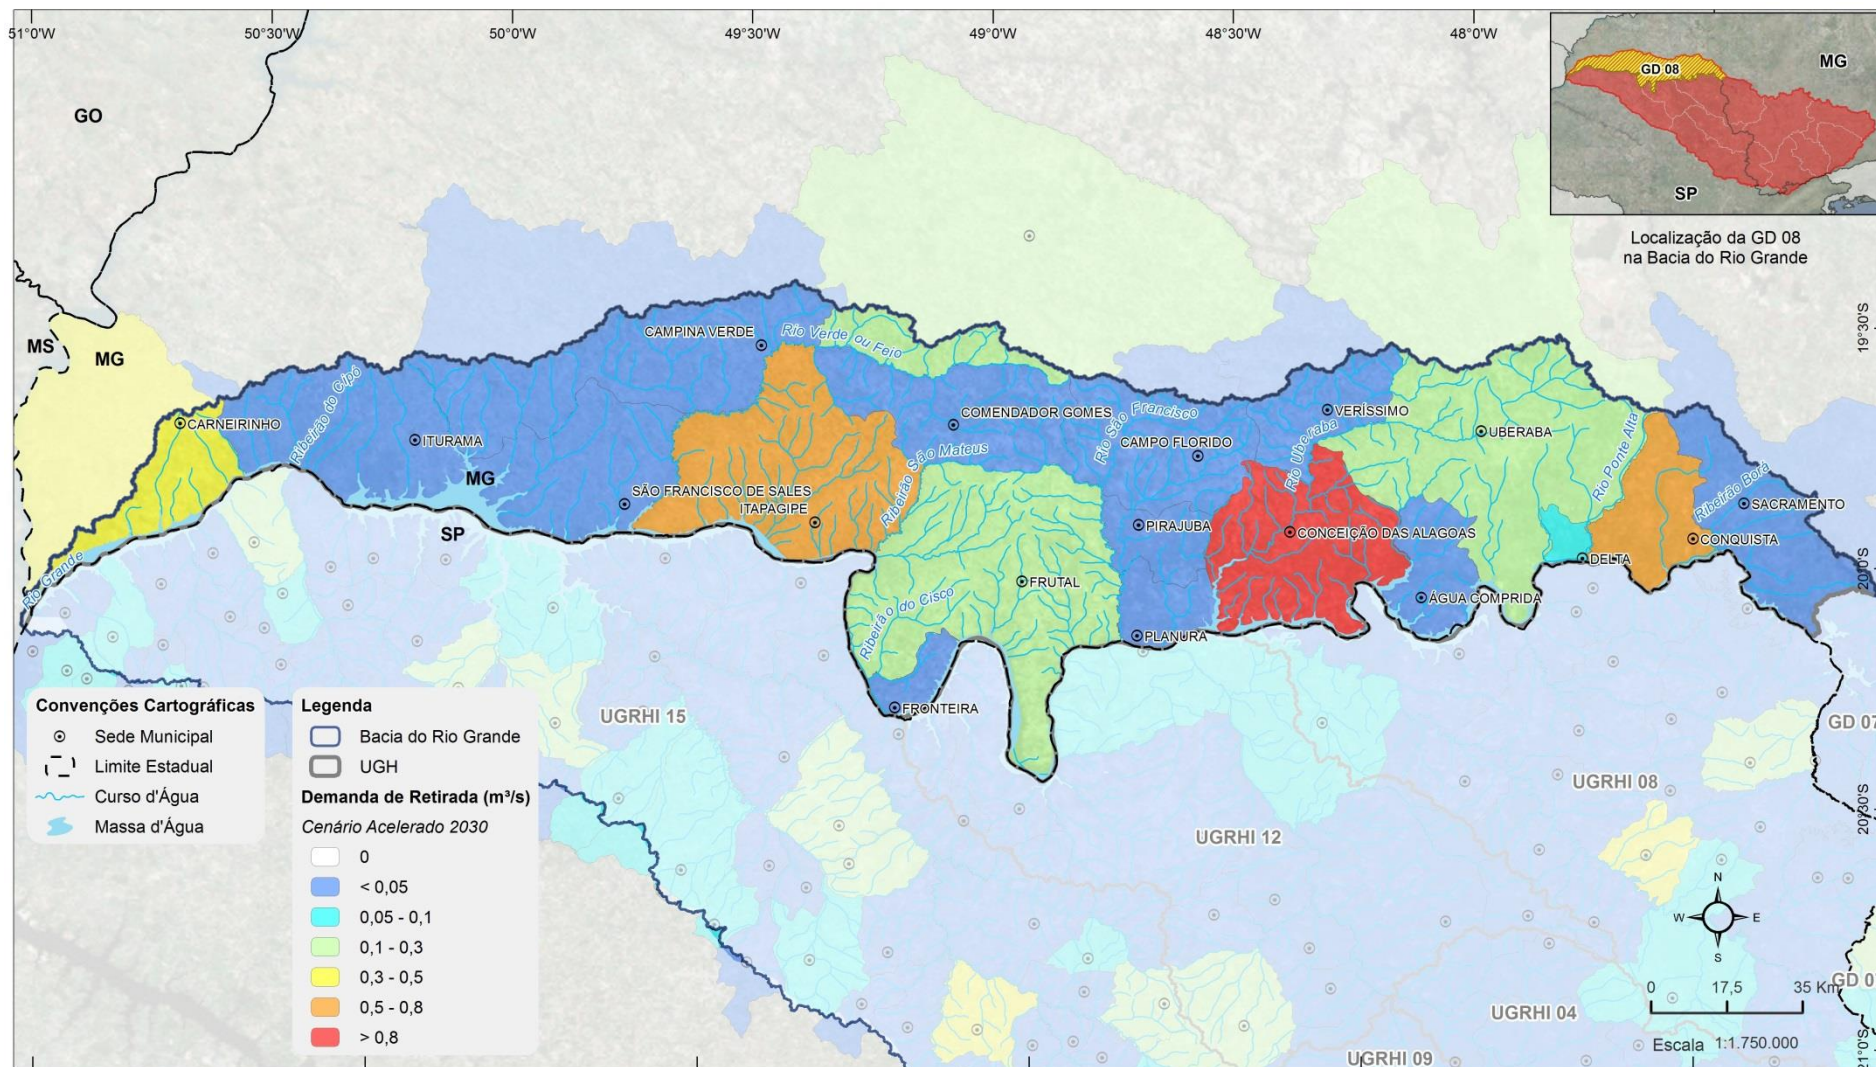 51°0'W
50°30'W
50°0'W
49°30'W
49°0'W
48°30'W
48°0'W
GO
MS
MG
MG
SP
GD 08
MG
SP
Localização da GD 08
na Bacia do Rio Grande
19°30'S
20°0'S
20°30'S
21°0'S
CAMPINA VERDE
Rio Verde ou Feio
CARNEIRINHO
Ribeirão do Cipó
ITURAMA
COMENDADOR GOMES
Rio São Francisco
VERÍSSIMO
CAMPO FLORIDO
Rio Uberaba
UBERABA
Rio Ponte Alta
Ribeirão São Mateus
SÃO FRANCISCO DE SALES
ITAPAGIPE
PIRAJUBA
CONCEIÇÃO DAS ALAGOAS
Ribeirão Borá
SACRAMENTO
CONQUISTA
DELTA
Rio Grande
FRUTAL
Ribeirão do Cisco
ÁGUA COMPRIDA
PLANURA
FRONTEIRA
UGRHI 15
UGRHI 12
UGRHI 08
UGRHI 04
UGRHI 09
GD 07
GD 0
Convenções Cartográficas
Sede Municipal
Limite Estadual
Curso d'Água
Massa d'Água
Legenda
Bacia do Rio Grande
UGH
Demanda de Retirada (m³/s)
Cenário Acelerado 2030
0
< 0,05
0,05 - 0,1
0,1 - 0,3
0,3 - 0,5
0,5 - 0,8
> 0,8
N
W
E
S
0 17,5 35 Km
Escala 1:1.750.000